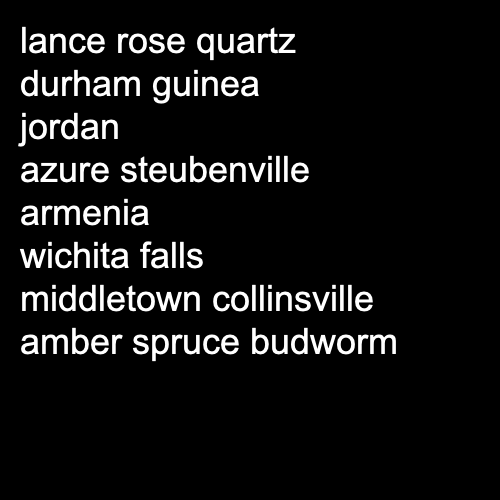 lance rose quartz
durham guinea
jordan
azure steubenville
armenia
wichita falls
middletown collinsville
amber spruce budworm